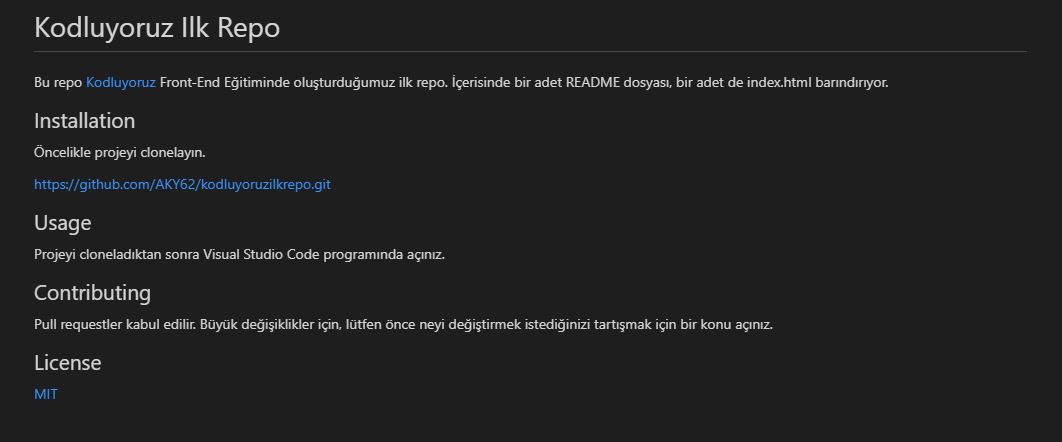 Kodluyoruz Ilk Repo
Bu repo Kodluyoruz Front-End Eğitiminde oluşturduğumuz ilk repo. İçerisinde bir adet README dosyası, bir adet de index.html barındırıyor.
Installation
Öncelikle projeyi clonelayın.
https://github.com/AKY62/kodluyoruzilkrepo.git
Usage
Projeyi cloneladıktan sonra Visual Studio Code programında açınız.
Contributing
Pull requestler kabul edilir. Büyük değişiklikler için, lütfen önce neyi değiştirmek istediğinizi tartışmak için bir konu açınız.
License
MIT